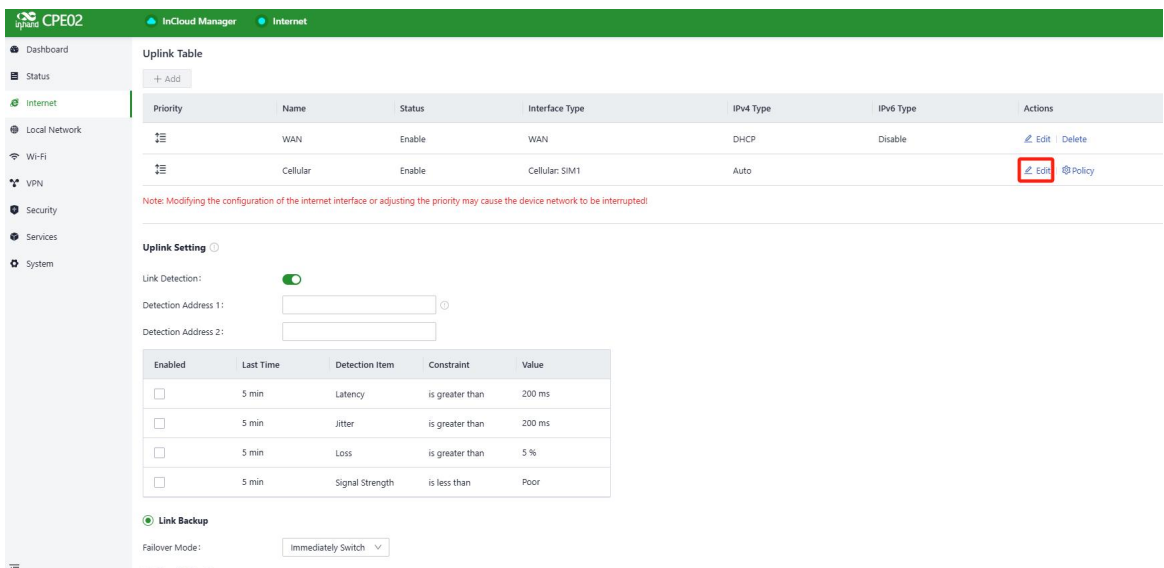 inhand CPE02
InCloud Manager Internet
Dashboard
Status
Internet
Local Network
Wi-Fi
VPN
Security
Services
System
Uplink Table
+ Add
Priority Name Status Interface Type IPv4 Type IPv6 Type Actions
WAN Enable WAN DHCP Disable Edit Delete
Cellular Enable Cellular: SIM1 Auto Edit Policy
Note: Modifying the configuration of the internet interface or adjusting the priority may cause the device network to be interrupted!
Uplink Setting
Link Detection:
Detection Address 1:
Detection Address 2:
Enabled Last Time Detection Item Constraint Value
5 min Latency is greater than 200 ms
5 min Jitter is greater than 200 ms
5 min Loss is greater than 5 %
5 min Signal Strength is less than Poor
Link Backup
Failover Mode: Immediately Switch